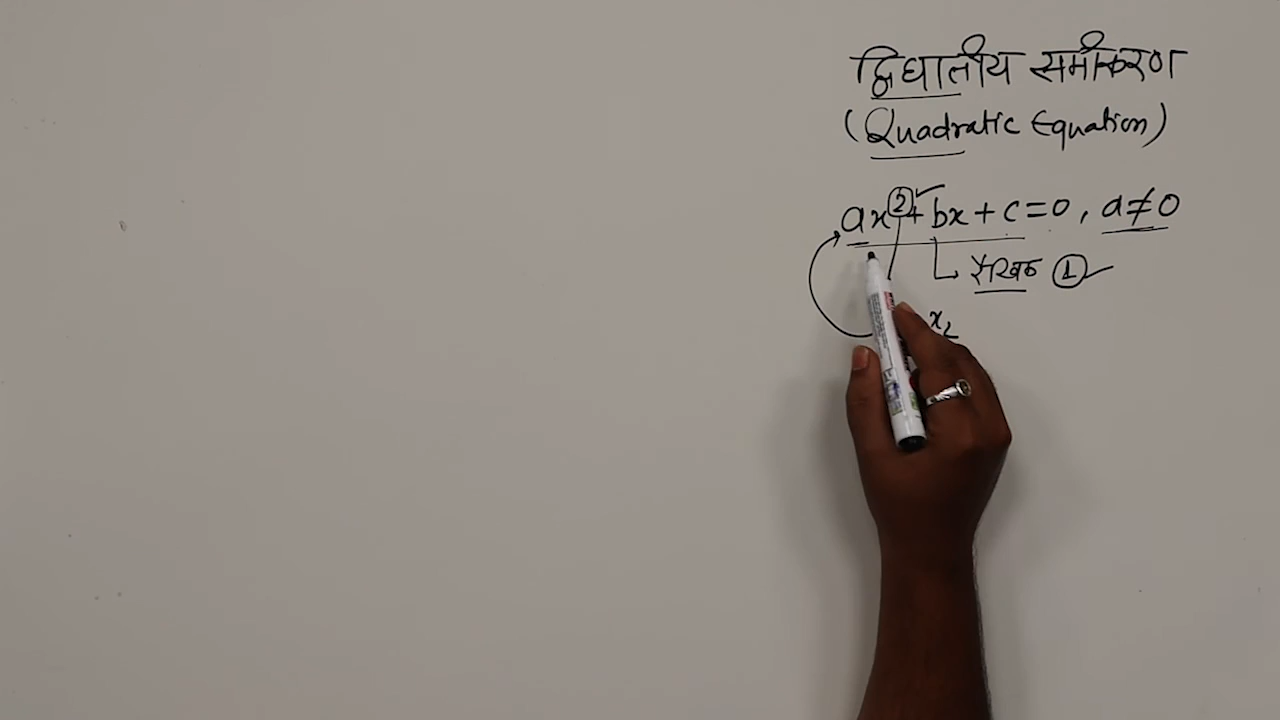 द्विघातीय समीकरण
(Quadratic Equation)
ax²+bx+c=0, a≠0
रैखिक 1
x₂